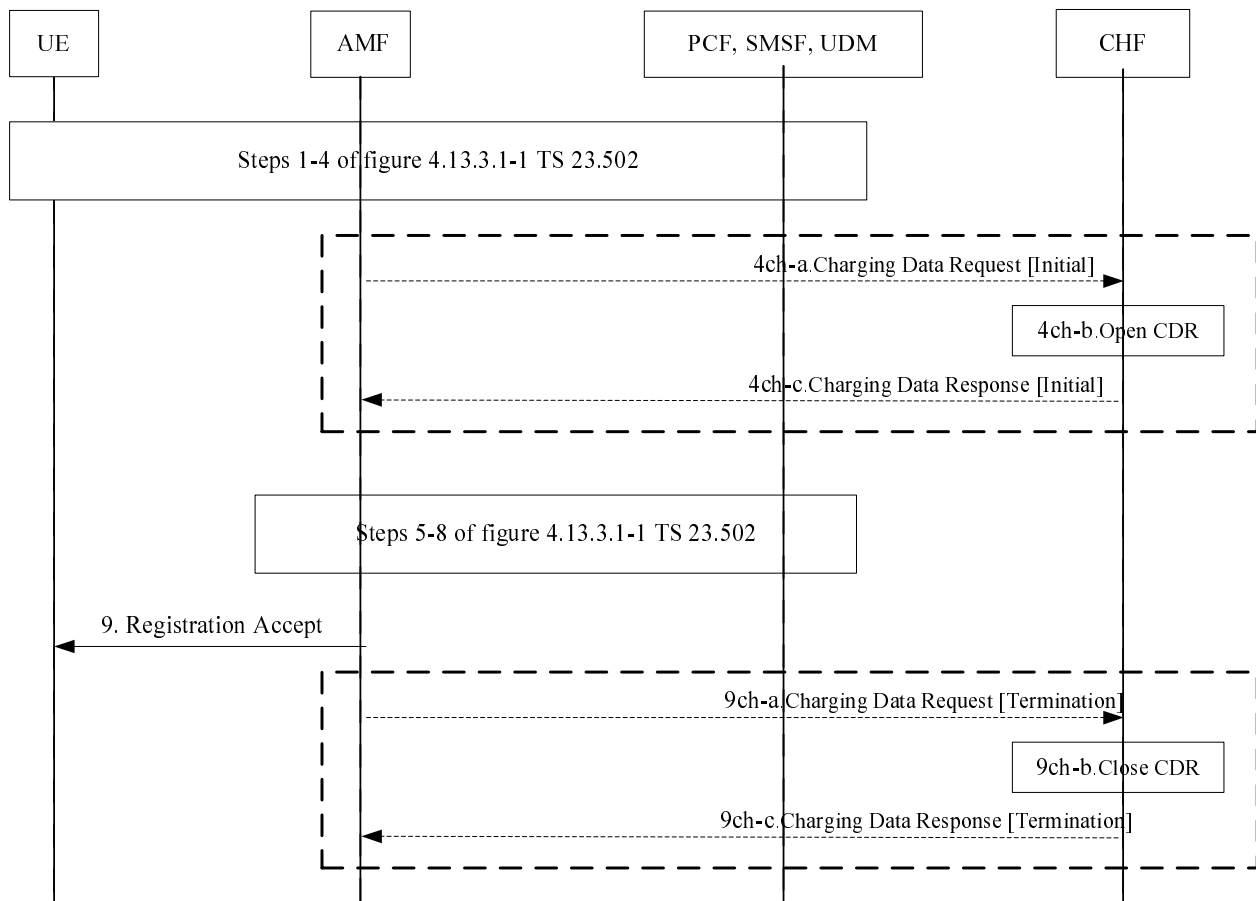 UE
AMF
PCF, SMSF, UDM
CHF
Steps 1-4 of figure 4.13.3.1-1 TS 23.502
4ch-a.Charging Data Request [Initial]
4ch-b.Open CDR
4ch-c.Charging Data Response [Initial]
Steps 5-8 of figure 4.13.3.1-1 TS 23.502
9. Registration Accept
9ch-a.Charging Data Request [Termination]
9ch-b.Close CDR
9ch-c.Charging Data Response [Termination]